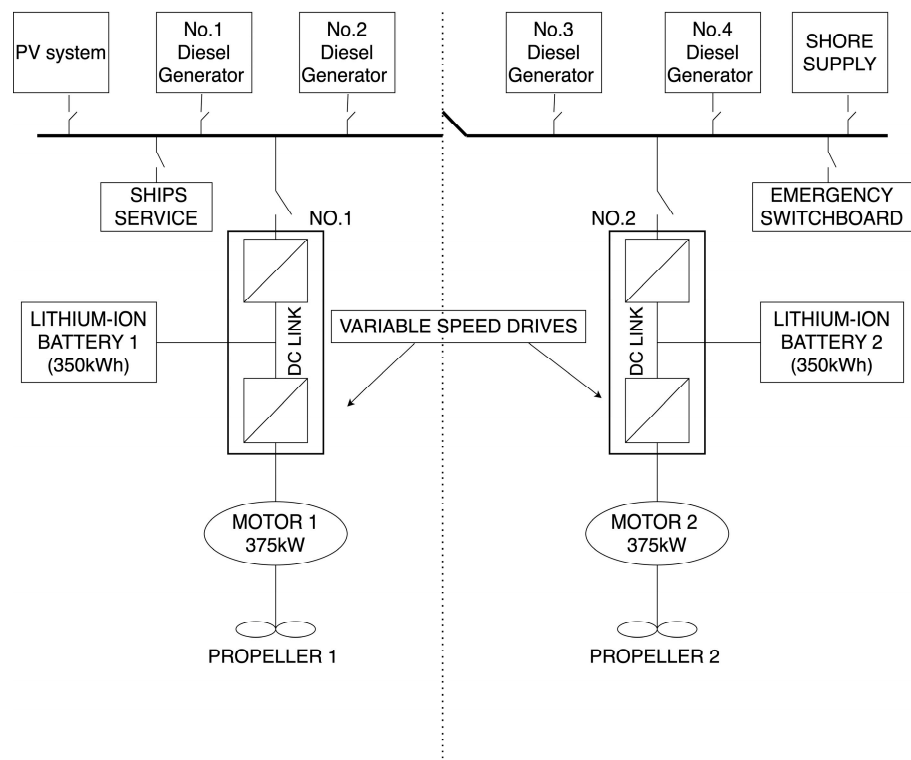 PV system
No.1
Diesel
Generator
No.2
Diesel
Generator
No.3
Diesel
Generator
No.4
Diesel
Generator
SHORE
SUPPLY
SHIPS
SERVICE
EMERGENCY
SWITCHBOARD
NO.1
NO.2
LITHIUM-ION
BATTERY 1
(350kWh)
DC LINK
VARIABLE SPEED DRIVES
DC LINK
LITHIUM-ION
BATTERY 2
(350kWh)
MOTOR 1
375kW
MOTOR 2
375kW
PROPELLER 1
PROPELLER 2